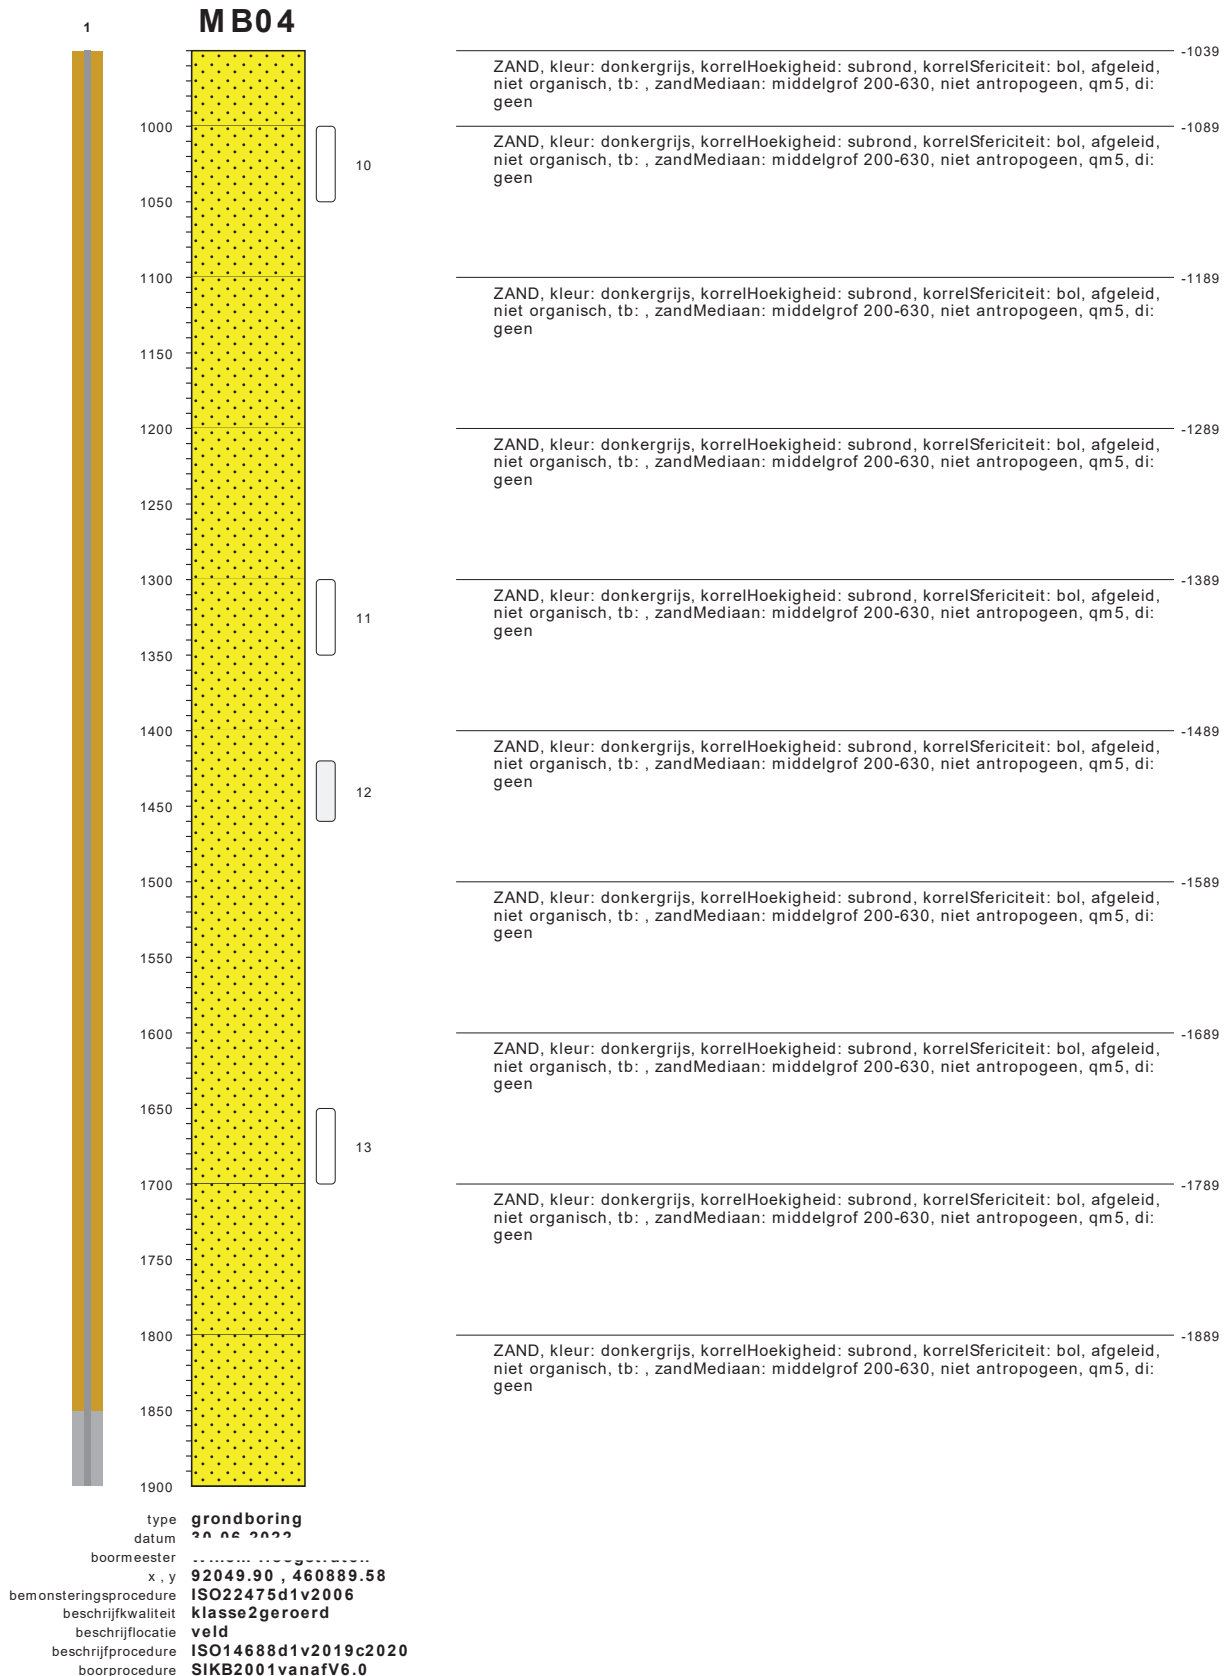 1
MB04
-1039
ZAND, kleur: donkergrijs, korrelHoekigheid: subrond, korrelSfericiteit: bol, afgeleid,
niet organisch, tb: , zandMediaan: middelgrof 200-630, niet antropogeen, qm5, di:
geen
1000
-1089
ZAND, kleur: donkergrijs, korrelHoekigheid: subrond, korrelSfericiteit: bol, afgeleid,
niet organisch, tb: , zandMediaan: middelgrof 200-630, niet antropogeen, qm5, di:
geen
10
1050
1100
-1189
ZAND, kleur: donkergrijs, korrelHoekigheid: subrond, korrelSfericiteit: bol, afgeleid,
niet organisch, tb: , zandMediaan: middelgrof 200-630, niet antropogeen, qm5, di:
geen
1150
1200
-1289
ZAND, kleur: donkergrijs, korrelHoekigheid: subrond, korrelSfericiteit: bol, afgeleid,
niet organisch, tb: , zandMediaan: middelgrof 200-630, niet antropogeen, qm5, di:
geen
1250
1300
-1389
ZAND, kleur: donkergrijs, korrelHoekigheid: subrond, korrelSfericiteit: bol, afgeleid,
niet organisch, tb: , zandMediaan: middelgrof 200-630, niet antropogeen, qm5, di:
geen
11
1350
1400
-1489
ZAND, kleur: donkergrijs, korrelHoekigheid: subrond, korrelSfericiteit: bol, afgeleid,
niet organisch, tb: , zandMediaan: middelgrof 200-630, niet antropogeen, qm5, di:
geen
12
1450
1500
-1589
ZAND, kleur: donkergrijs, korrelHoekigheid: subrond, korrelSfericiteit: bol, afgeleid,
niet organisch, tb: , zandMediaan: middelgrof 200-630, niet antropogeen, qm5, di:
geen
1550
1600
-1689
ZAND, kleur: donkergrijs, korrelHoekigheid: subrond, korrelSfericiteit: bol, afgeleid,
niet organisch, tb: , zandMediaan: middelgrof 200-630, niet antropogeen, qm5, di:
geen
1650
13
1700
-1789
ZAND, kleur: donkergrijs, korrelHoekigheid: subrond, korrelSfericiteit: bol, afgeleid,
niet organisch, tb: , zandMediaan: middelgrof 200-630, niet antropogeen, qm5, di:
geen
1750
1800
-1889
ZAND, kleur: donkergrijs, korrelHoekigheid: subrond, korrelSfericiteit: bol, afgeleid,
niet organisch, tb: , zandMediaan: middelgrof 200-630, niet antropogeen, qm5, di:
geen
1850
1900
type grondboring
datum 30-06-2022
boormeester
x , y 92049.90 , 460889.58
bemonsteringsprocedure ISO22475d1v2006
beschrijfkwaliteit klasse2geroerd
beschrijflocatie veld
beschrijfprocedure ISO14688d1v2019c2020
boorprocedure SIKB2001vanafV6.0